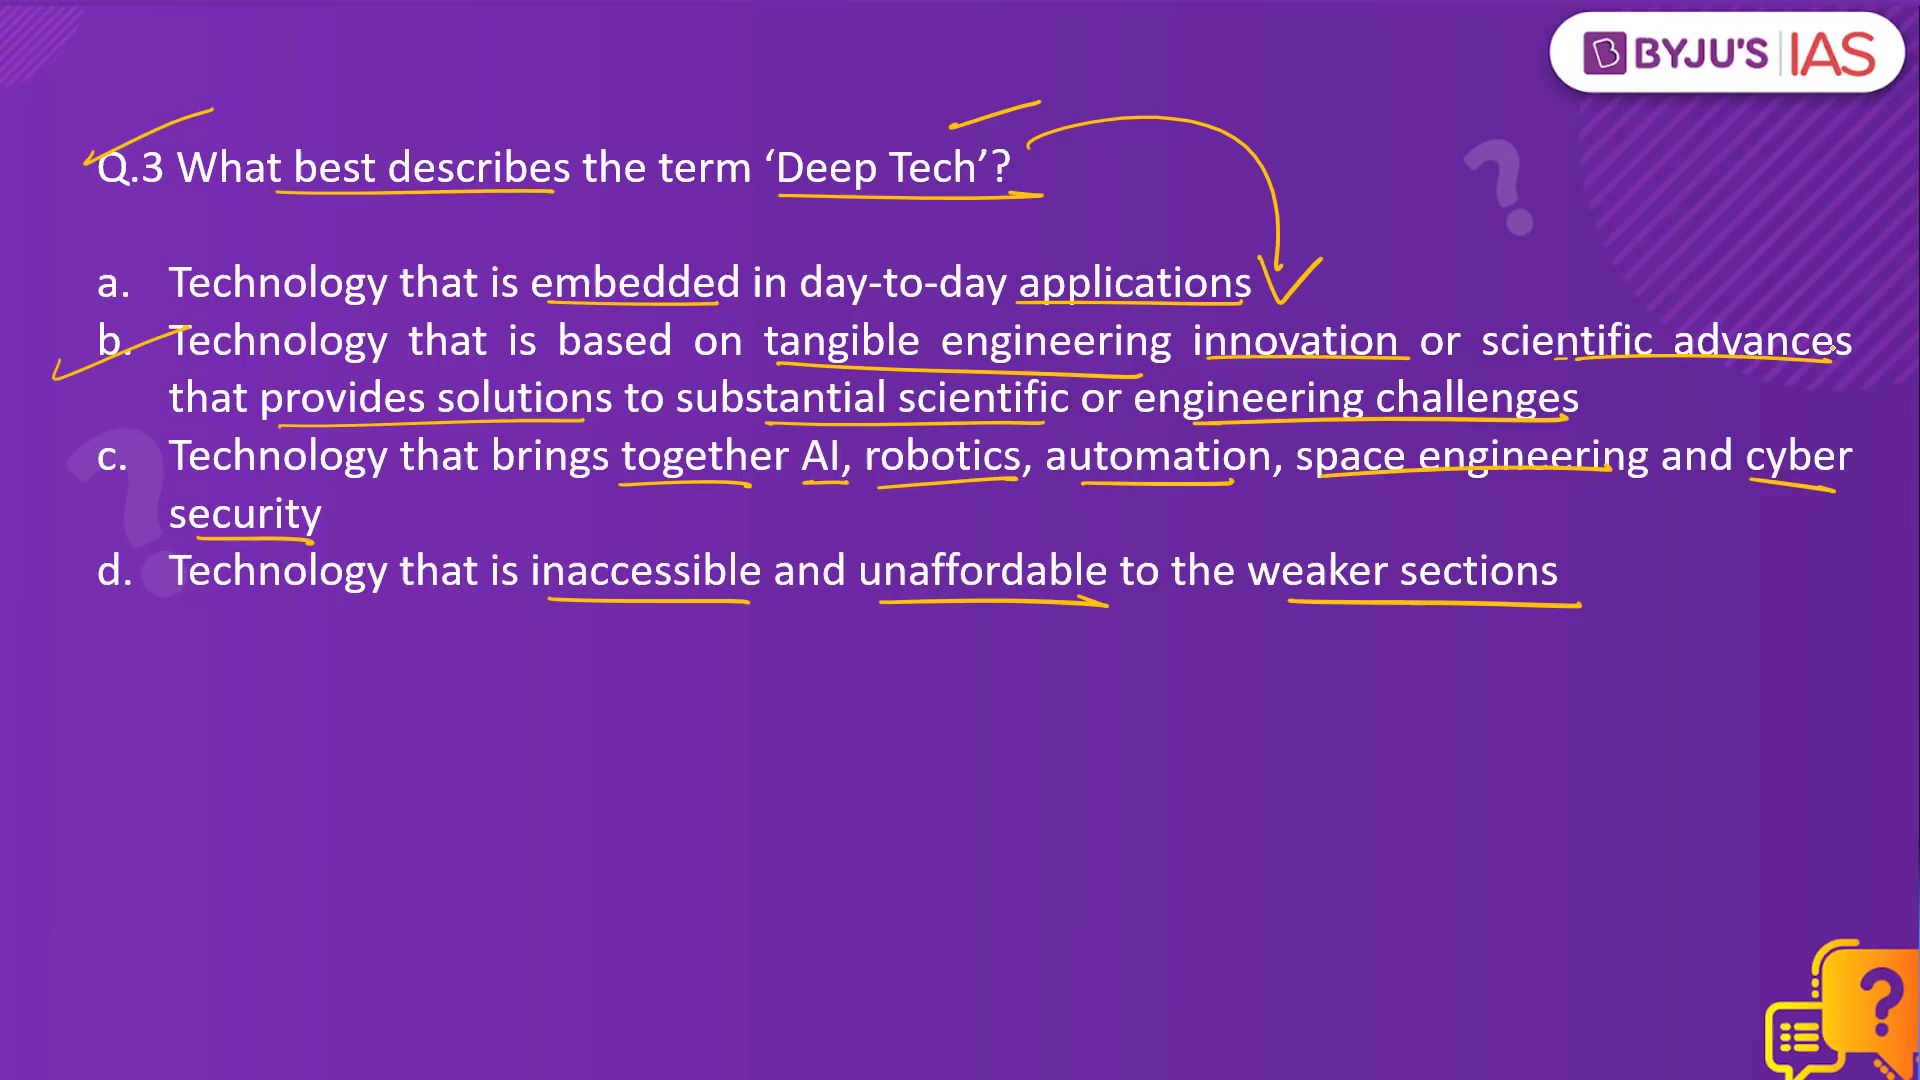 BYJU'S IAS
Q.3 What best describes the term ‘Deep Tech’?
a. Technology that is embedded in day-to-day applications
b. Technology that is based on tangible engineering innovation or scientific advances
that provides solutions to substantial scientific or engineering challenges
c. Technology that brings together AI, robotics, automation, space engineering and cyber
security
d. Technology that is inaccessible and unaffordable to the weaker sections